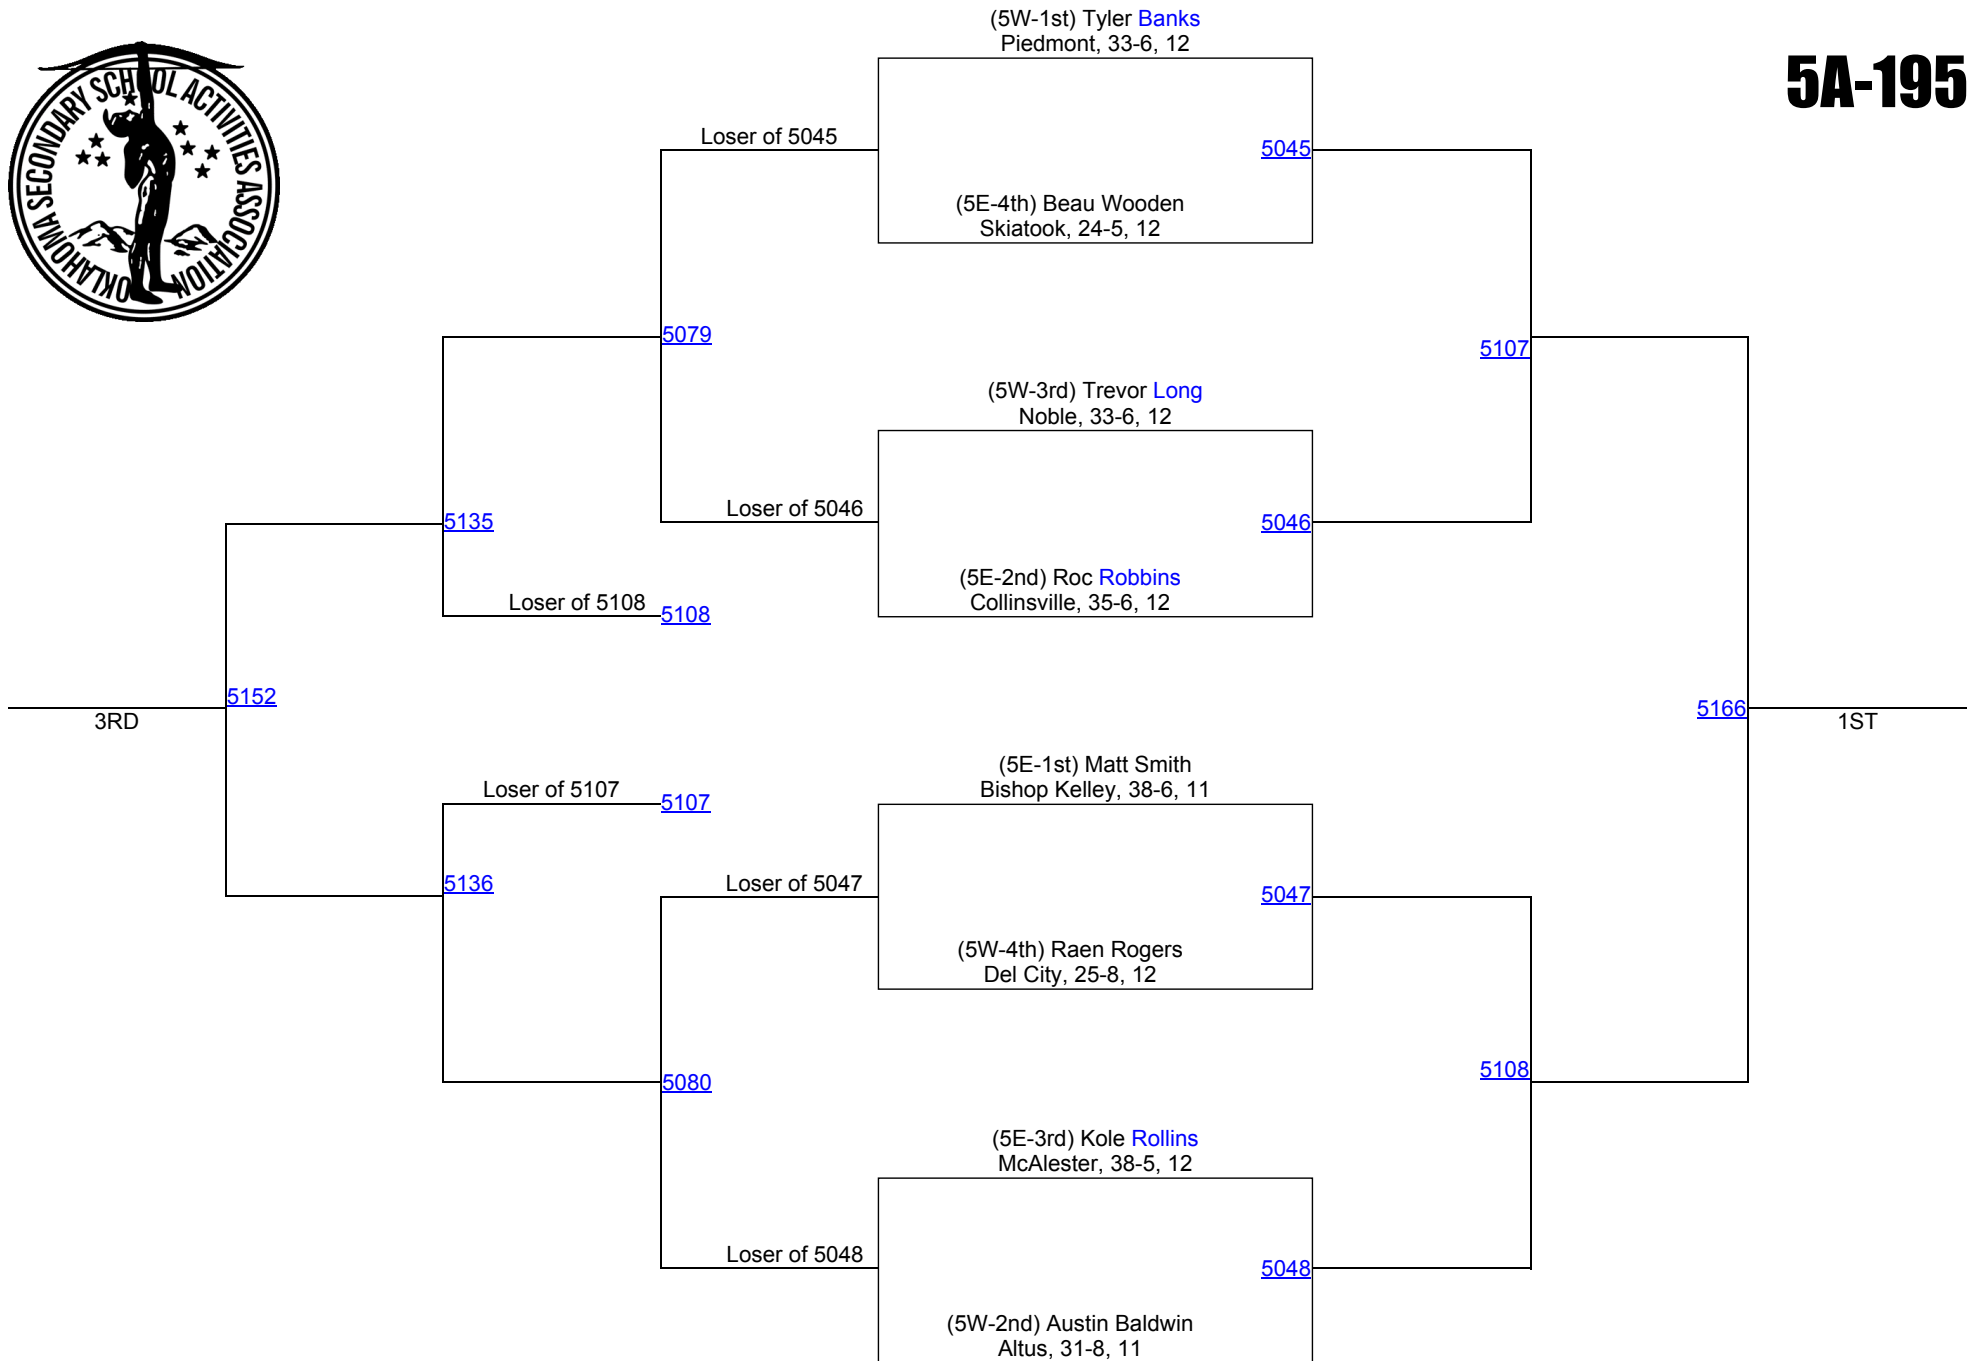 (5W-1st) Tyler Banks
Piedmont, 33-6, 12
5A-195
OKLAHOMA SECONDARY SCHOOL ACTIVITIES ASSOCIATION
Loser of 5045
5045
(5E-4th) Beau Wooden
Skiatook, 24-5, 12
5079
5107
(5W-3rd) Trevor Long
Noble, 33-6, 12
Loser of 5046
5046
5135
(5E-2nd) Roc Robbins
Collinsville, 35-6, 12
Loser of 5108
5108
5152
3RD
5166
1ST
(5E-1st) Matt Smith
Bishop Kelley, 38-6, 11
Loser of 5107
5107
5136
Loser of 5047
5047
(5W-4th) Raen Rogers
Del City, 25-8, 12
5080
5108
(5E-3rd) Kole Rollins
McAlester, 38-5, 12
Loser of 5048
5048
(5W-2nd) Austin Baldwin
Altus, 31-8, 11